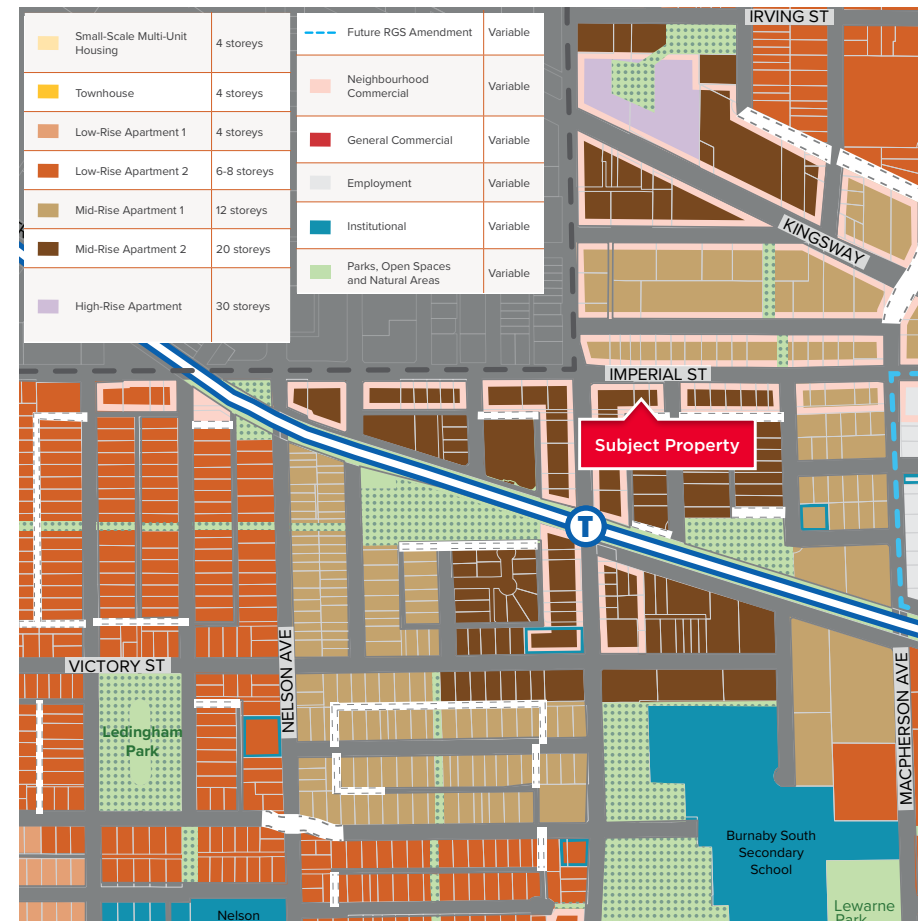 Small-Scale Multi-Unit
Housing
4 storeys
Townhouse
4 storeys
Low-Rise Apartment 1
4 storeys
Low-Rise Apartment 2
6-8 storeys
Mid-Rise Apartment 1
12 storeys
Mid-Rise Apartment 2
20 storeys
High-Rise Apartment
30 storeys
Future RGS Amendment
Variable
Neighbourhood
Commercial
Variable
General Commercial
Variable
Employment
Variable
Institutional
Variable
Parks, Open Spaces
and Natural Areas
Variable
IRVING ST
KINGSWAY
IMPERIAL ST
Subject Property
T
VICTORY ST
NELSON AVE
MACPHERSON AVE
Ledingham
Park
Burnaby South
Secondary
School
Lewarne
Park
Nelson